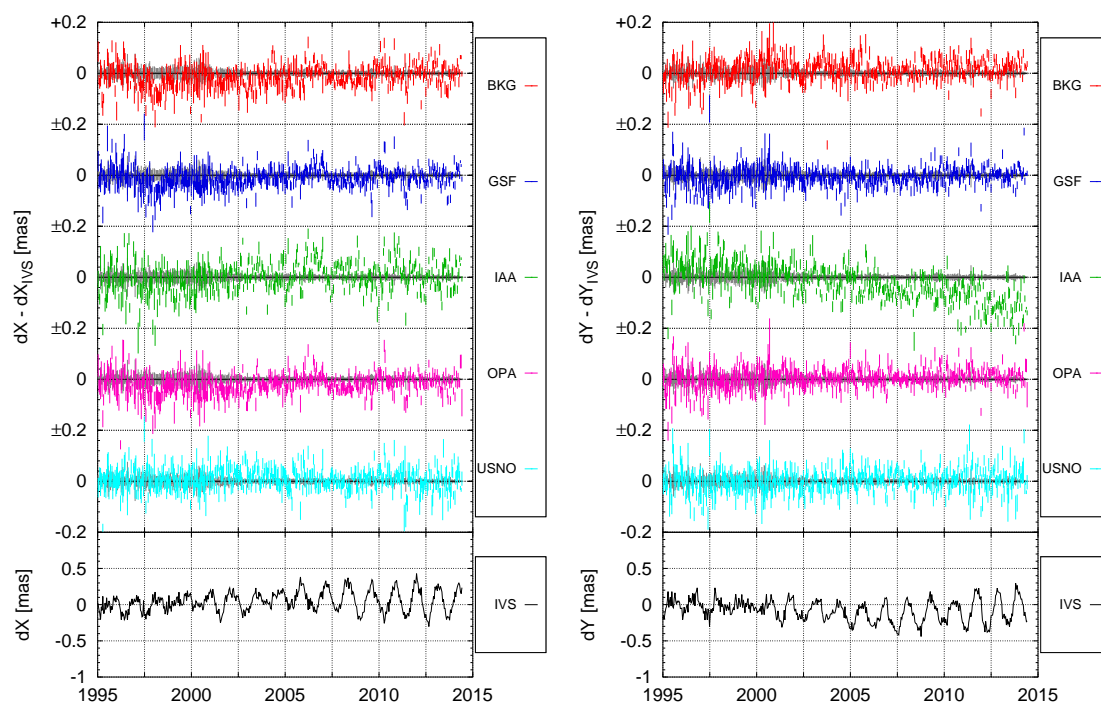 +0.2
0
±0.2
0
±0.2
0
±0.2
0
±0.2
0
-0.2
dX - dX_IVS [mas]
BKG
GSF
IAA
OPA
USNO
0.5
0
-0.5
-1
dX [mas]
IVS
1995 2000 2005 2010 2015
+0.2
0
±0.2
0
±0.2
0
±0.2
0
±0.2
0
-0.2
dY - dY_IVS [mas]
BKG
GSF
IAA
OPA
USNO
0.5
0
-0.5
-1
dY [mas]
IVS
1995 2000 2005 2010 2015